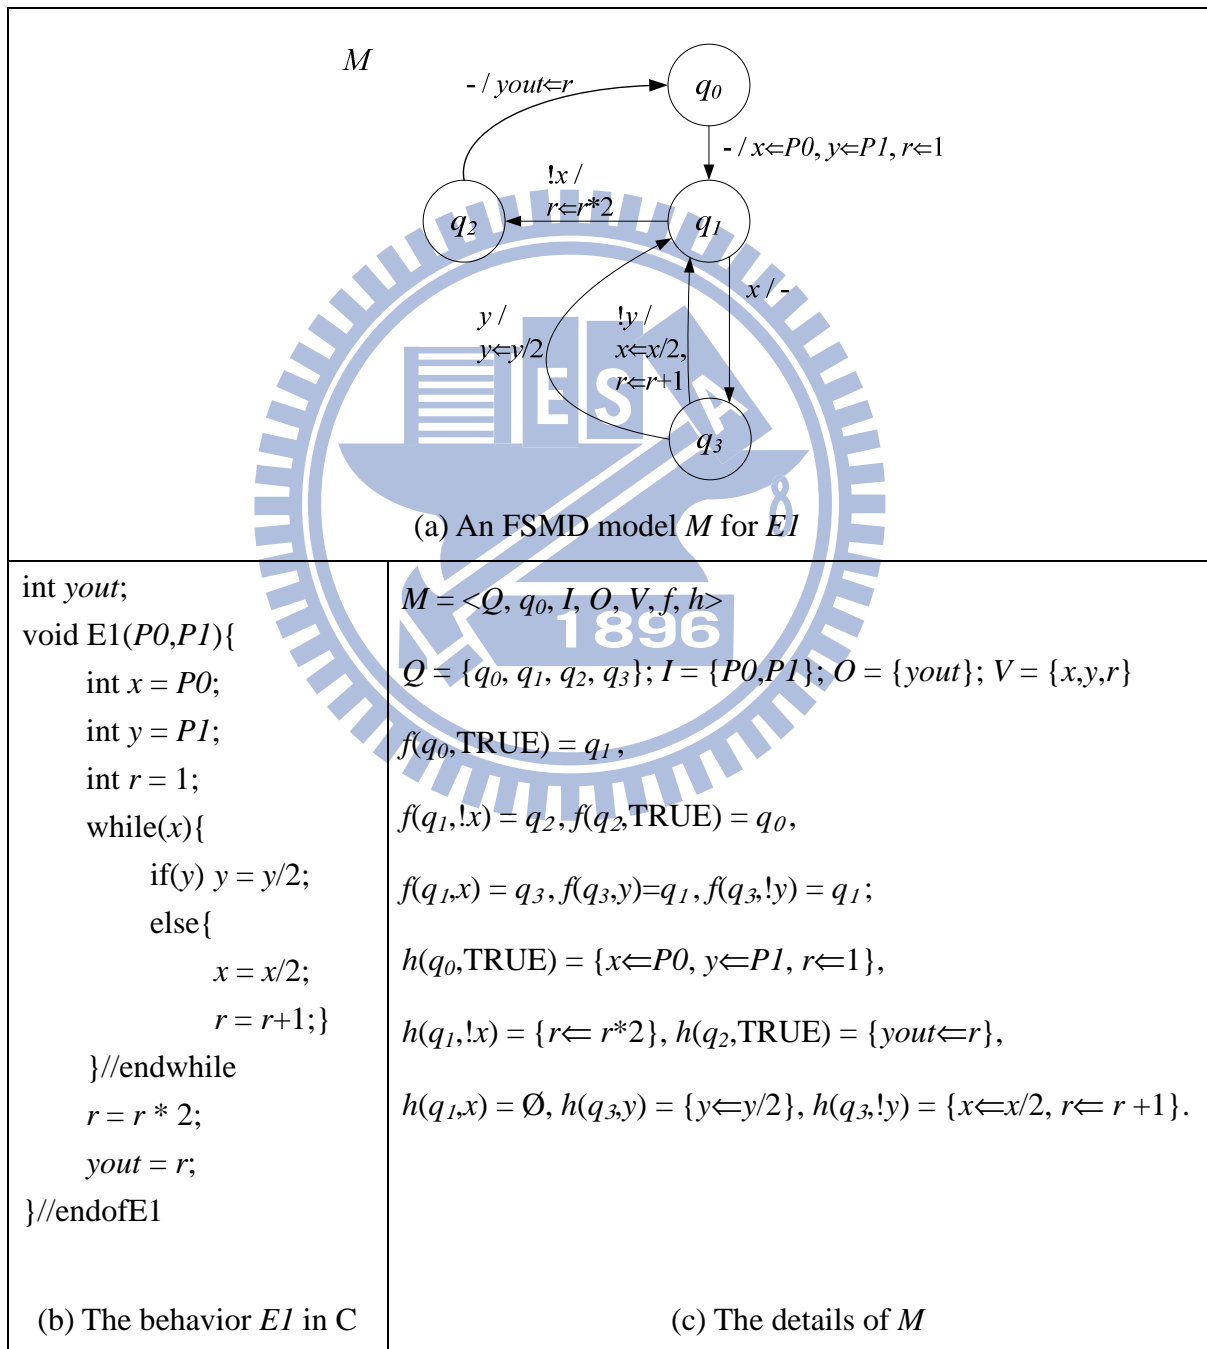 M
- / yout⇐r
q0
- / x⇐P0, y⇐P1, r⇐1
!x /
r⇐r*2
q2
q1
x / -
y /
y⇐y/2
!y /
x⇐x/2,
r⇐r+1
q3
ESA
(a) An FSMD model M for E1
int yout;
void E1(P0,P1){
int x = P0;
int y = P1;
int r = 1;
while(x){
if(y) y = y/2;
else{
x = x/2;
r = r+1;}
}//endwhile
r = r * 2;
yout = r;
}//endofE1
(b) The behavior E1 in C
M = <Q, q0, I, O, V, f, h>
1896
Q = {q0, q1, q2, q3}; I = {P0,P1}; O = {yout}; V = {x,y,r}
f(q0,TRUE) = q1,
f(q1,!x) = q2, f(q2,TRUE) = q0,
f(q1,x) = q3, f(q3,y)=q1, f(q3,!y) = q1;
h(q0,TRUE) = {x⇐P0, y⇐P1, r⇐1},
h(q1,!x) = {r⇐ r*2}, h(q2,TRUE) = {yout⇐r},
h(q1,x) = Ø, h(q3,y) = {y⇐y/2}, h(q3,!y) = {x⇐x/2, r⇐ r +1}.
(c) The details of M